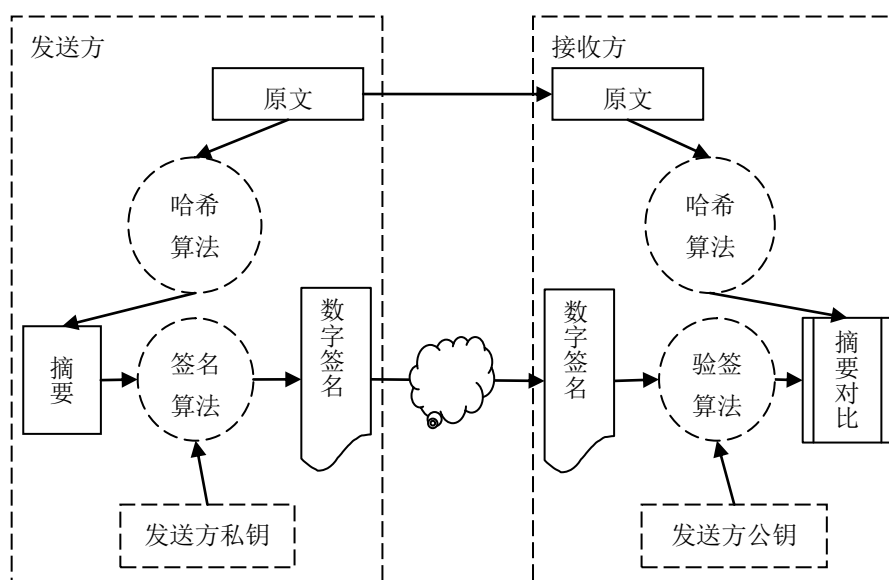 发送方
接收方
原文
原文
哈希
算法
哈希
算法
摘要
签名
算法
数字签名
数字签名
验签
算法
摘要对比
发送方私钥
发送方公钥